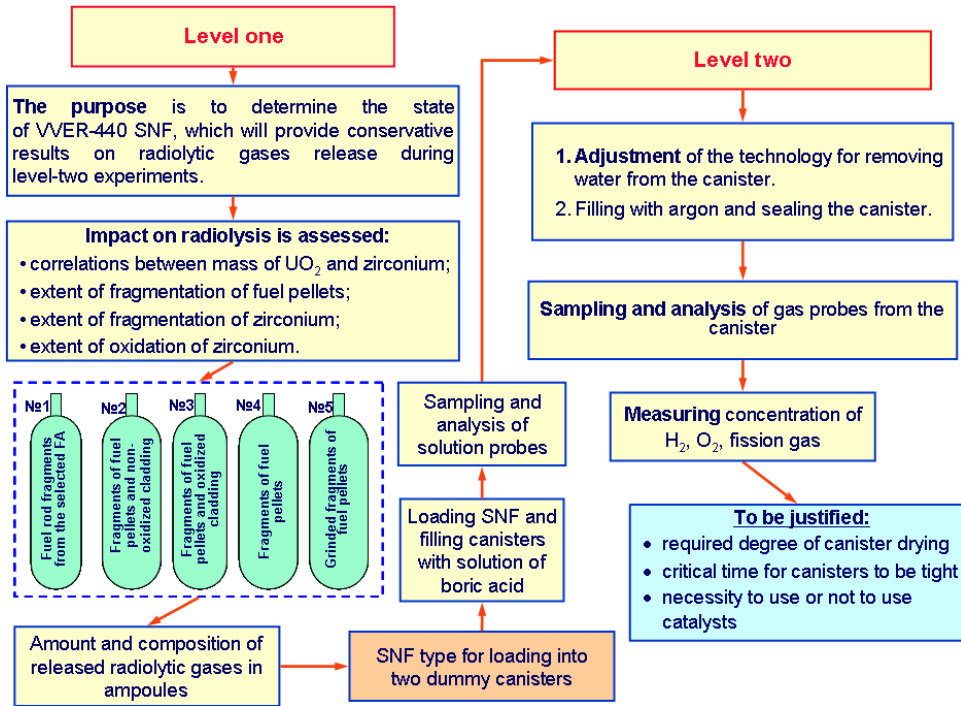 Level one
The purpose is to determine the state
of VVER-440 SNF, which will provide conservative
results on radiolytic gases release during
level-two experiments.
Impact on radiolysis is assessed:
• correlations between mass of UO₂ and zirconium;
• extent of fragmentation of fuel pellets;
• extent of fragmentation of zirconium;
• extent of oxidation of zirconium.
№1
Fuel rod fragments
from the selected FA
№2
Fragments of fuel
pellets and non-
oxidized cladding
№3
Fragments of fuel
pellets and oxidized
cladding
№4
Fragments of fuel
pellets
№5
Grinded fragments of
fuel pellets
Amount and composition of
released radiolytic gases in
ampoules
SNF type for loading into
two dummy canisters
Loading SNF and
filling canisters
with solution of
boric acid
Sampling and
analysis of
solution probes
Level two
1. Adjustment of the technology for removing
water from the canister.
2. Filling with argon and sealing the canister.
Sampling and analysis of gas probes from the
canister
Measuring concentration of
H₂, O₂, fission gas
To be justified:
• required degree of canister drying
• critical time for canisters to be tight
• necessity to use or not to use
catalysts